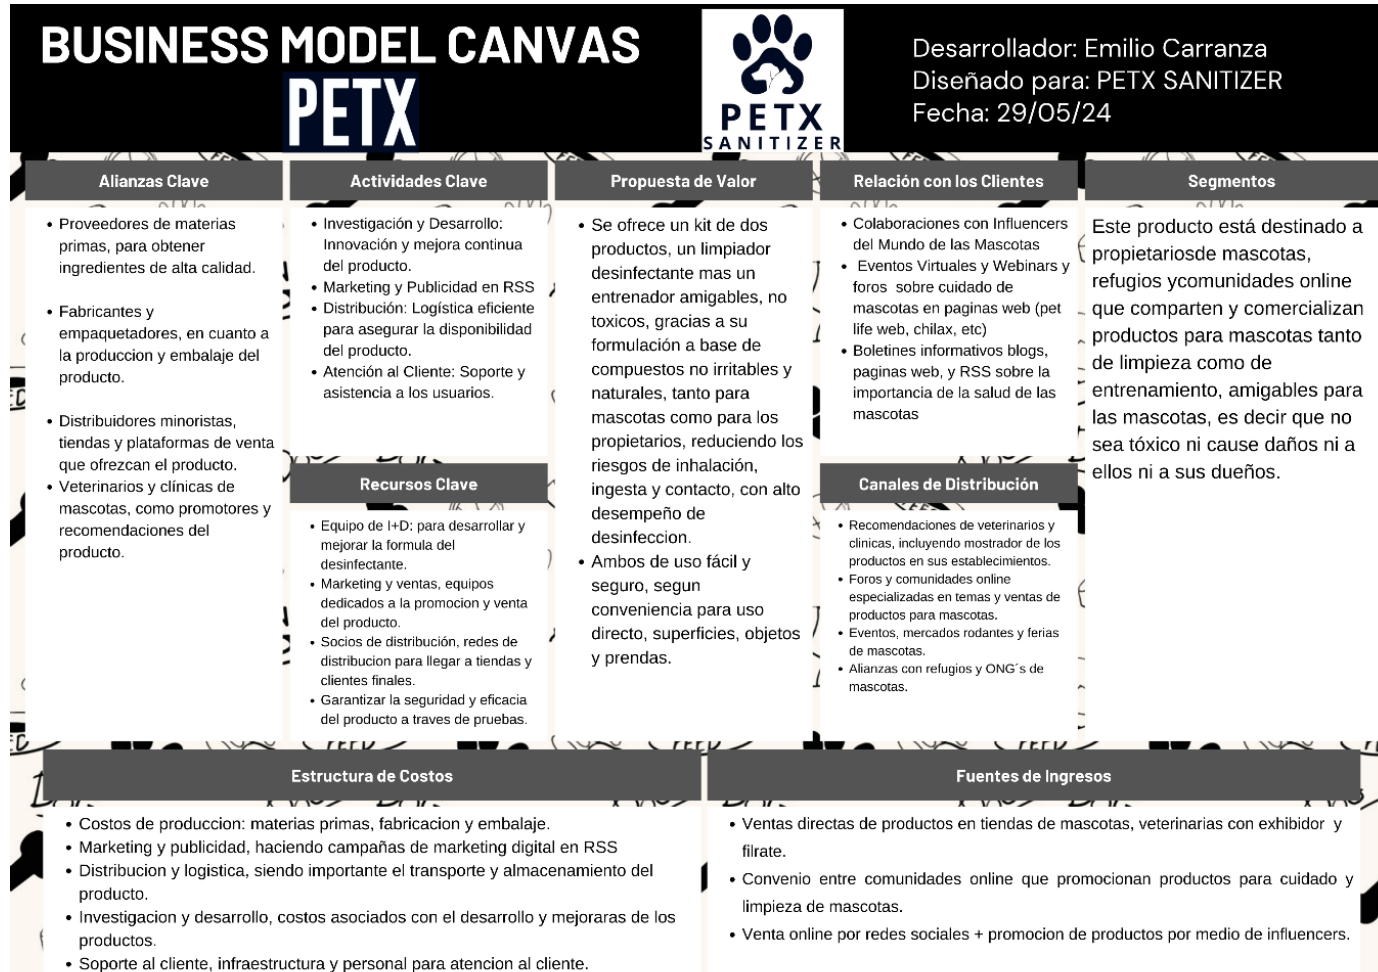 BUSINESS MODEL CANVAS
PETX
PETX
SANITIZER
Desarrollador: Emilio Carranza
Diseñado para: PETX SANITIZER
Fecha: 29/05/24
Alianzas Clave
• Proveedores de materias
primas, para obtener
ingredientes de alta calidad.
• Fabricantes y
empaquetadores, en cuanto a
la produccion y embalaje del
producto.
• Distribuidores minoristas,
tiendas y plataformas de venta
que ofrezcan el producto.
• Veterinarios y clínicas de
mascotas, como promotores y
recomendaciones del
producto.
Actividades Clave
• Investigación y Desarrollo:
Innovación y mejora continua
del producto.
• Marketing y Publicidad en RSS
• Distribución: Logística eficiente
para asegurar la disponibilidad
del producto.
• Atención al Cliente: Soporte y
asistencia a los usuarios.
Recursos Clave
• Equipo de I+D: para desarrollar y
mejorar la formula del
desinfectante.
• Marketing y ventas, equipos
dedicados a la promocion y venta
del producto.
• Socios de distribución, redes de
distribucion para llegar a tiendas y
clientes finales.
• Garantizar la seguridad y eficacia
del producto a traves de pruebas.
Propuesta de Valor
• Se ofrece un kit de dos
productos, un limpiador
desinfectante mas un
entrenador amigables, no
toxicos, gracias a su
formulación a base de
compuestos no irritables y
naturales, tanto para
mascotas como para los
propietarios, reduciendo los
riesgos de inhalación,
ingesta y contacto, con alto
desempeño de
desinfeccion.
• Ambos de uso fácil y
seguro, segun
conveniencia para uso
directo, superficies, objetos
y prendas.
Relación con los Clientes
• Colaboraciones con Influencers
del Mundo de las Mascotas
• Eventos Virtuales y Webinars y
foros sobre cuidado de
mascotas en paginas web (pet
life web, chilax, etc)
• Boletines informativos blogs,
paginas web, y RSS sobre la
importancia de la salud de las
mascotas
Canales de Distribución
• Recomendaciones de veterinarios y
clinicas, incluyendo mostrador de los
productos en sus establecimientos.
• Foros y comunidades online
especializadas en temas y ventas de
productos para mascotas.
• Eventos, mercados rodantes y ferias
de mascotas.
• Alianzas con refugios y ONG´s de
mascotas.
Segmentos
Este producto está destinado a
propietariosde mascotas,
refugios ycomunidades online
que comparten y comercializan
productos para mascotas tanto
de limpieza como de
entrenamiento, amigables para
las mascotas, es decir que no
sea tóxico ni cause daños ni a
ellos ni a sus dueños.
Estructura de Costos
• Costos de produccion: materias primas, fabricacion y embalaje.
• Marketing y publicidad, haciendo campañas de marketing digital en RSS
• Distribucion y logistica, siendo importante el transporte y almacenamiento del
producto.
• Investigacion y desarrollo, costos asociados con el desarrollo y mejoraras de los
productos.
• Soporte al cliente, infraestructura y personal para atencion al cliente.
Fuentes de Ingresos
• Ventas directas de productos en tiendas de mascotas, veterinarias con exhibidor y
filrate.
• Convenio entre comunidades online que promocionan productos para cuidado y
limpieza de mascotas.
• Venta online por redes sociales + promocion de productos por medio de influencers.